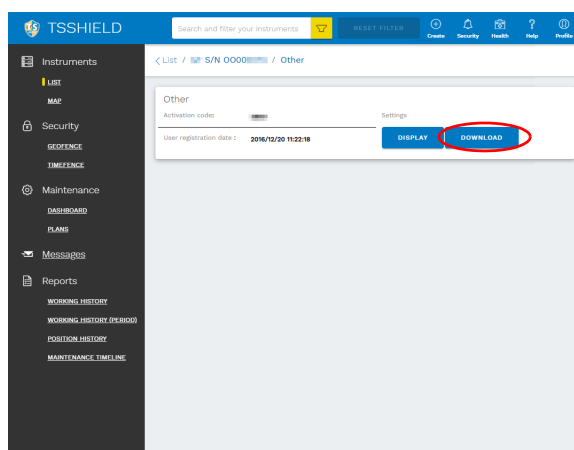 TSSHIELD
Search and filter your instruments
RESET FILTER
Create
Security
Health
Help
Profile
Instruments
LIST
MAP
Security
GEOFENCE
TIMEFENCE
Maintenance
DASHBOARD
PLANS
Messages
Reports
WORKING HISTORY
WORKING HISTORY (PERIOD)
POSITION HISTORY
MAINTENANCE TIMELINE
List / S/N 0000 / Other
Other
Activation code:
Settings
User registration date : 2016/12/20 11:22:18
DISPLAY
DOWNLOAD